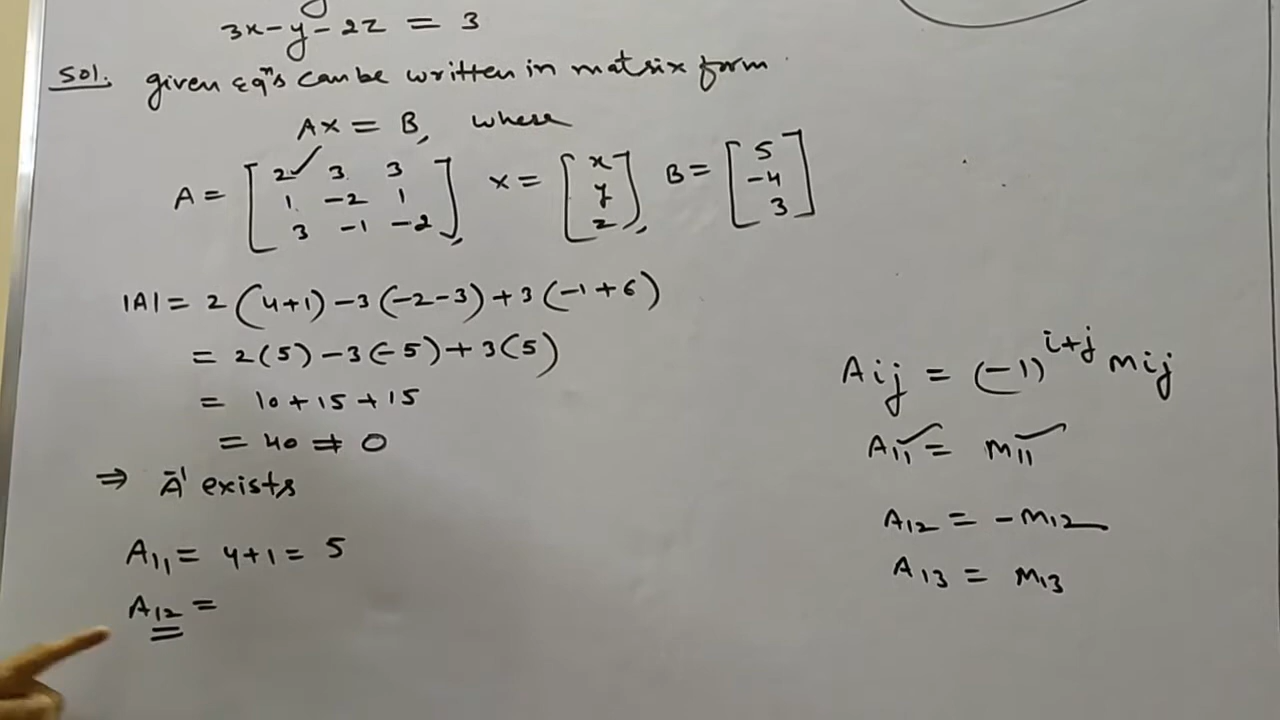 3x-y-2z = 3
Sol. given Eqⁿs can be written in matrix form
AX = B, where
A = [2 3 3
1 -2 1
3 -1 -2], X = [x
y
z], B = [5
-4
3]
|A| = 2(4+1)-3(-2-3)+3(-1+6)
= 2(5)-3(-5)+3(5)
= 10+15+15
= 40 ≠ 0
⇒ A⁻¹ exists
A₁₁ = 4+1 = 5
A₁₂ =
Aij = (-1)^i+j mij
A₁₁ = M₁₁
A₁₂ = -M₁₂
A₁₃ = M₁₃